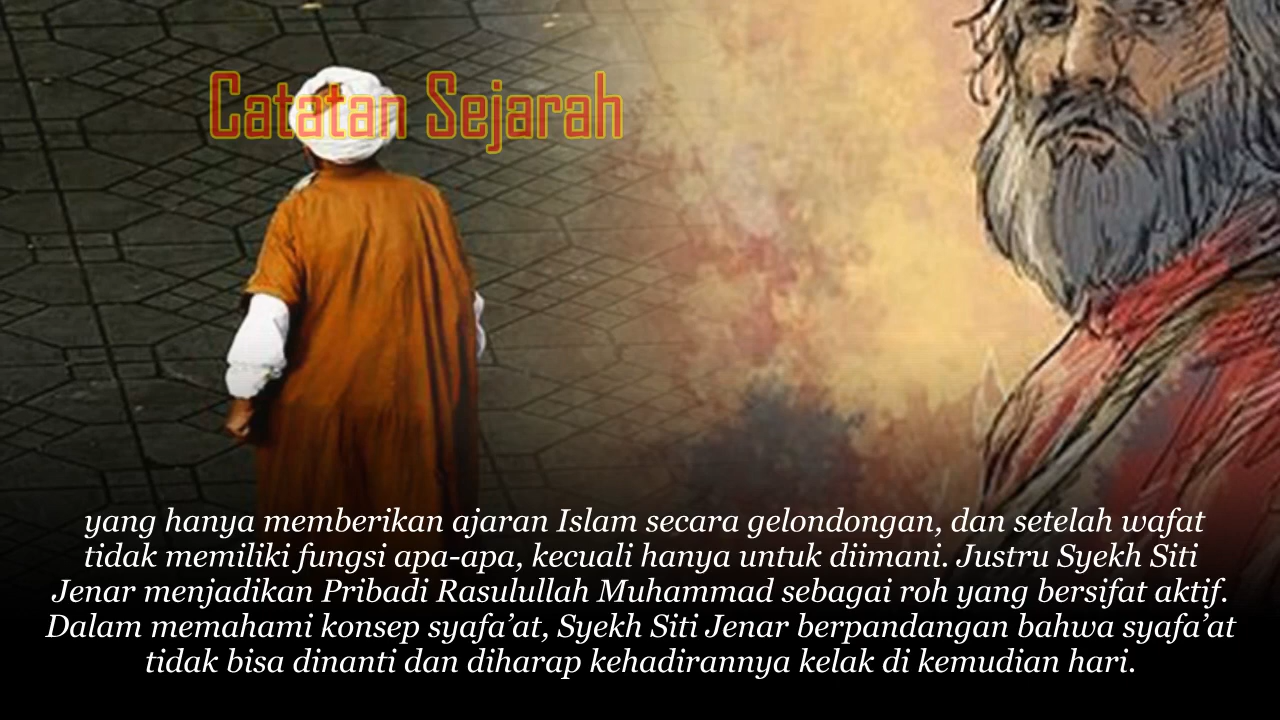 Catatan Sejarah
yang hanya memberikan ajaran Islam secara gelondongan, dan setelah wafat
tidak memiliki fungsi apa-apa, kecuali hanya untuk diimani. Justru Syekh Siti
Jenar menjadikan Pribadi Rasulullah Muhammad sebagai roh yang bersifat aktif.
Dalam memahami konsep syafa’at, Syekh Siti Jenar berpandangan bahwa syafa’at
tidak bisa dinanti dan diharap kehadirannya kelak di kemudian hari.